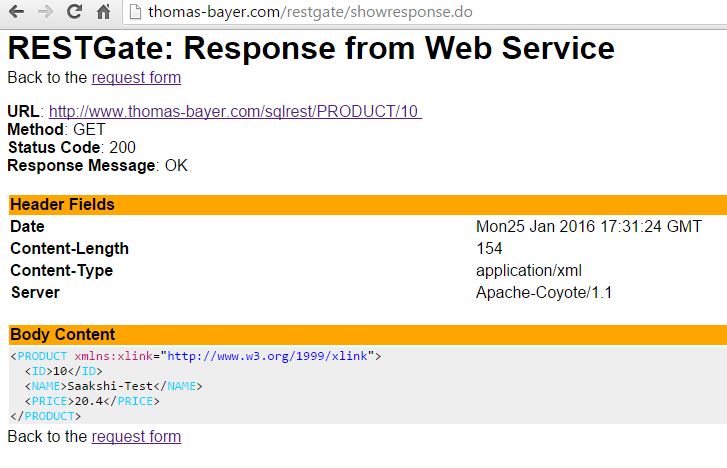 thomas-bayer.com/restgate/showresponse.do
RESTGate: Response from Web Service
Back to the request form
URL: http://www.thomas-bayer.com/sqlrest/PRODUCT/10
Method: GET
Status Code: 200
Response Message: OK
Header Fields
Date Mon25 Jan 2016 17:31:24 GMT
Content-Length 154
Content-Type application/xml
Server Apache-Coyote/1.1
Body Content
<PRODUCT xmlns:xlink="http://www.w3.org/1999/xlink">
<ID>10</ID>
<NAME>Saakshi-Test</NAME>
<PRICE>20.4</PRICE>
</PRODUCT>
Back to the request form